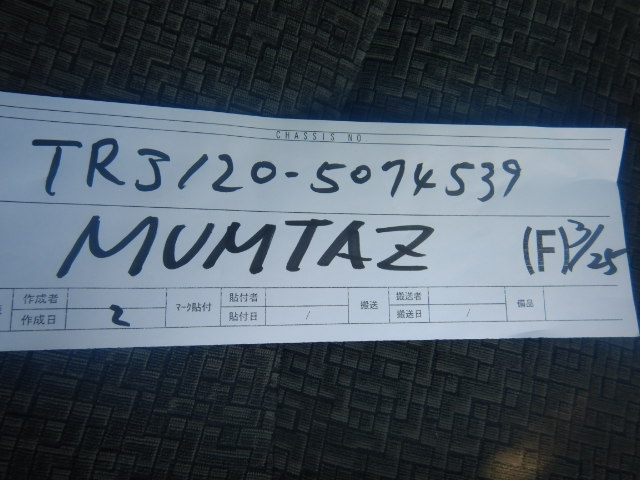 CHASSIS NO
TR3120-5074539
MUMTAZ (F) 3/25
作成者 マーク貼付 貼付者 搬送 搬送者 備品
作成日 2 貼付日 / 搬送日 /